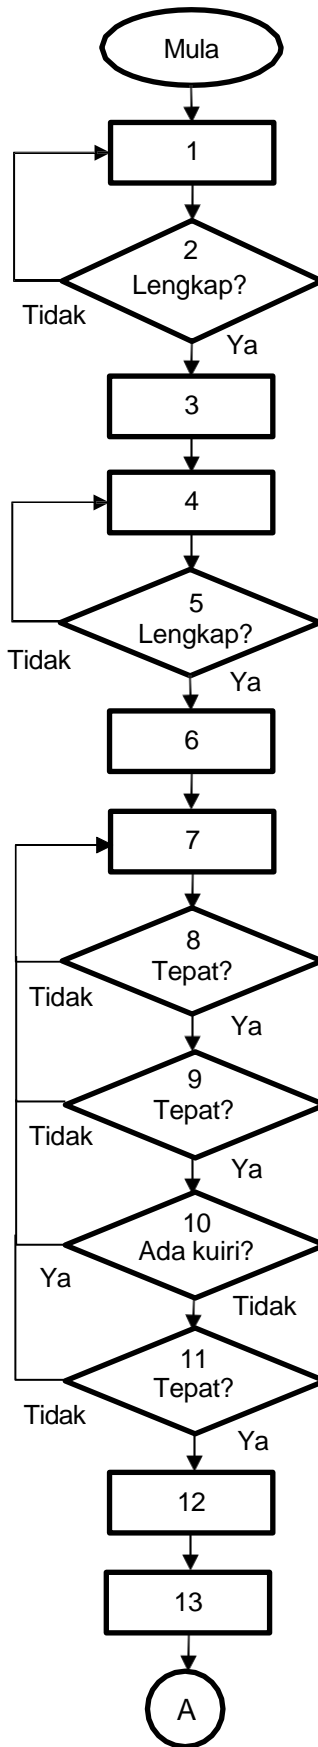 Mula
1
2
Lengkap?
Tidak
Ya
3
4
5
Lengkap?
Tidak
Ya
6
7
8
Tepat?
Tidak
Ya
9
Tepat?
Tidak
Ya
10
Ada kuiri?
Ya
Tidak
11
Tepat?
Tidak
Ya
12
13
A